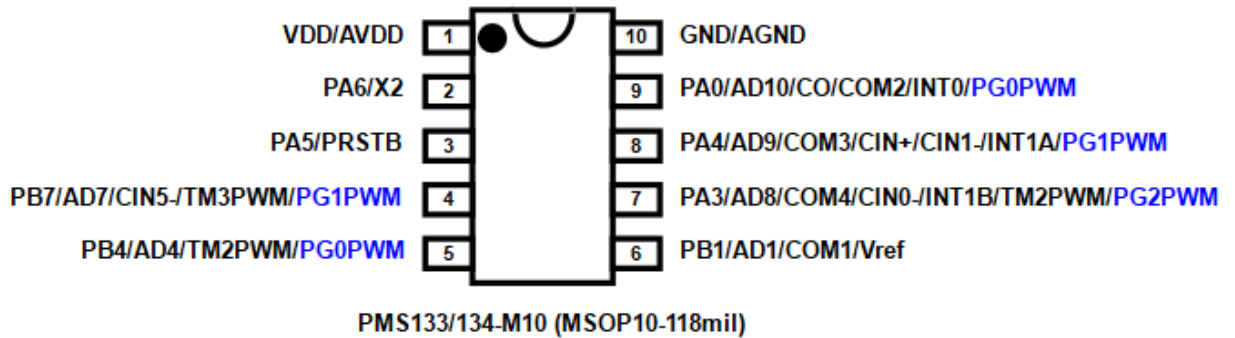 VDD/AVDD 1 10 GND/AGND
PA6/X2 2 9 PA0/AD10/CO/COM2/INT0/PG0PWM
PA5/PRSTB 3 8 PA4/AD9/COM3/CIN+/CIN1-/INT1A/PG1PWM
PB7/AD7/CIN5-/TM3PWM/PG1PWM 4 7 PA3/AD8/COM4/CIN0-/INT1B/TM2PWM/PG2PWM
PB4/AD4/TM2PWM/PG0PWM 5 6 PB1/AD1/COM1/Vref
PMS133/134-M10 (MSOP10-118mil)